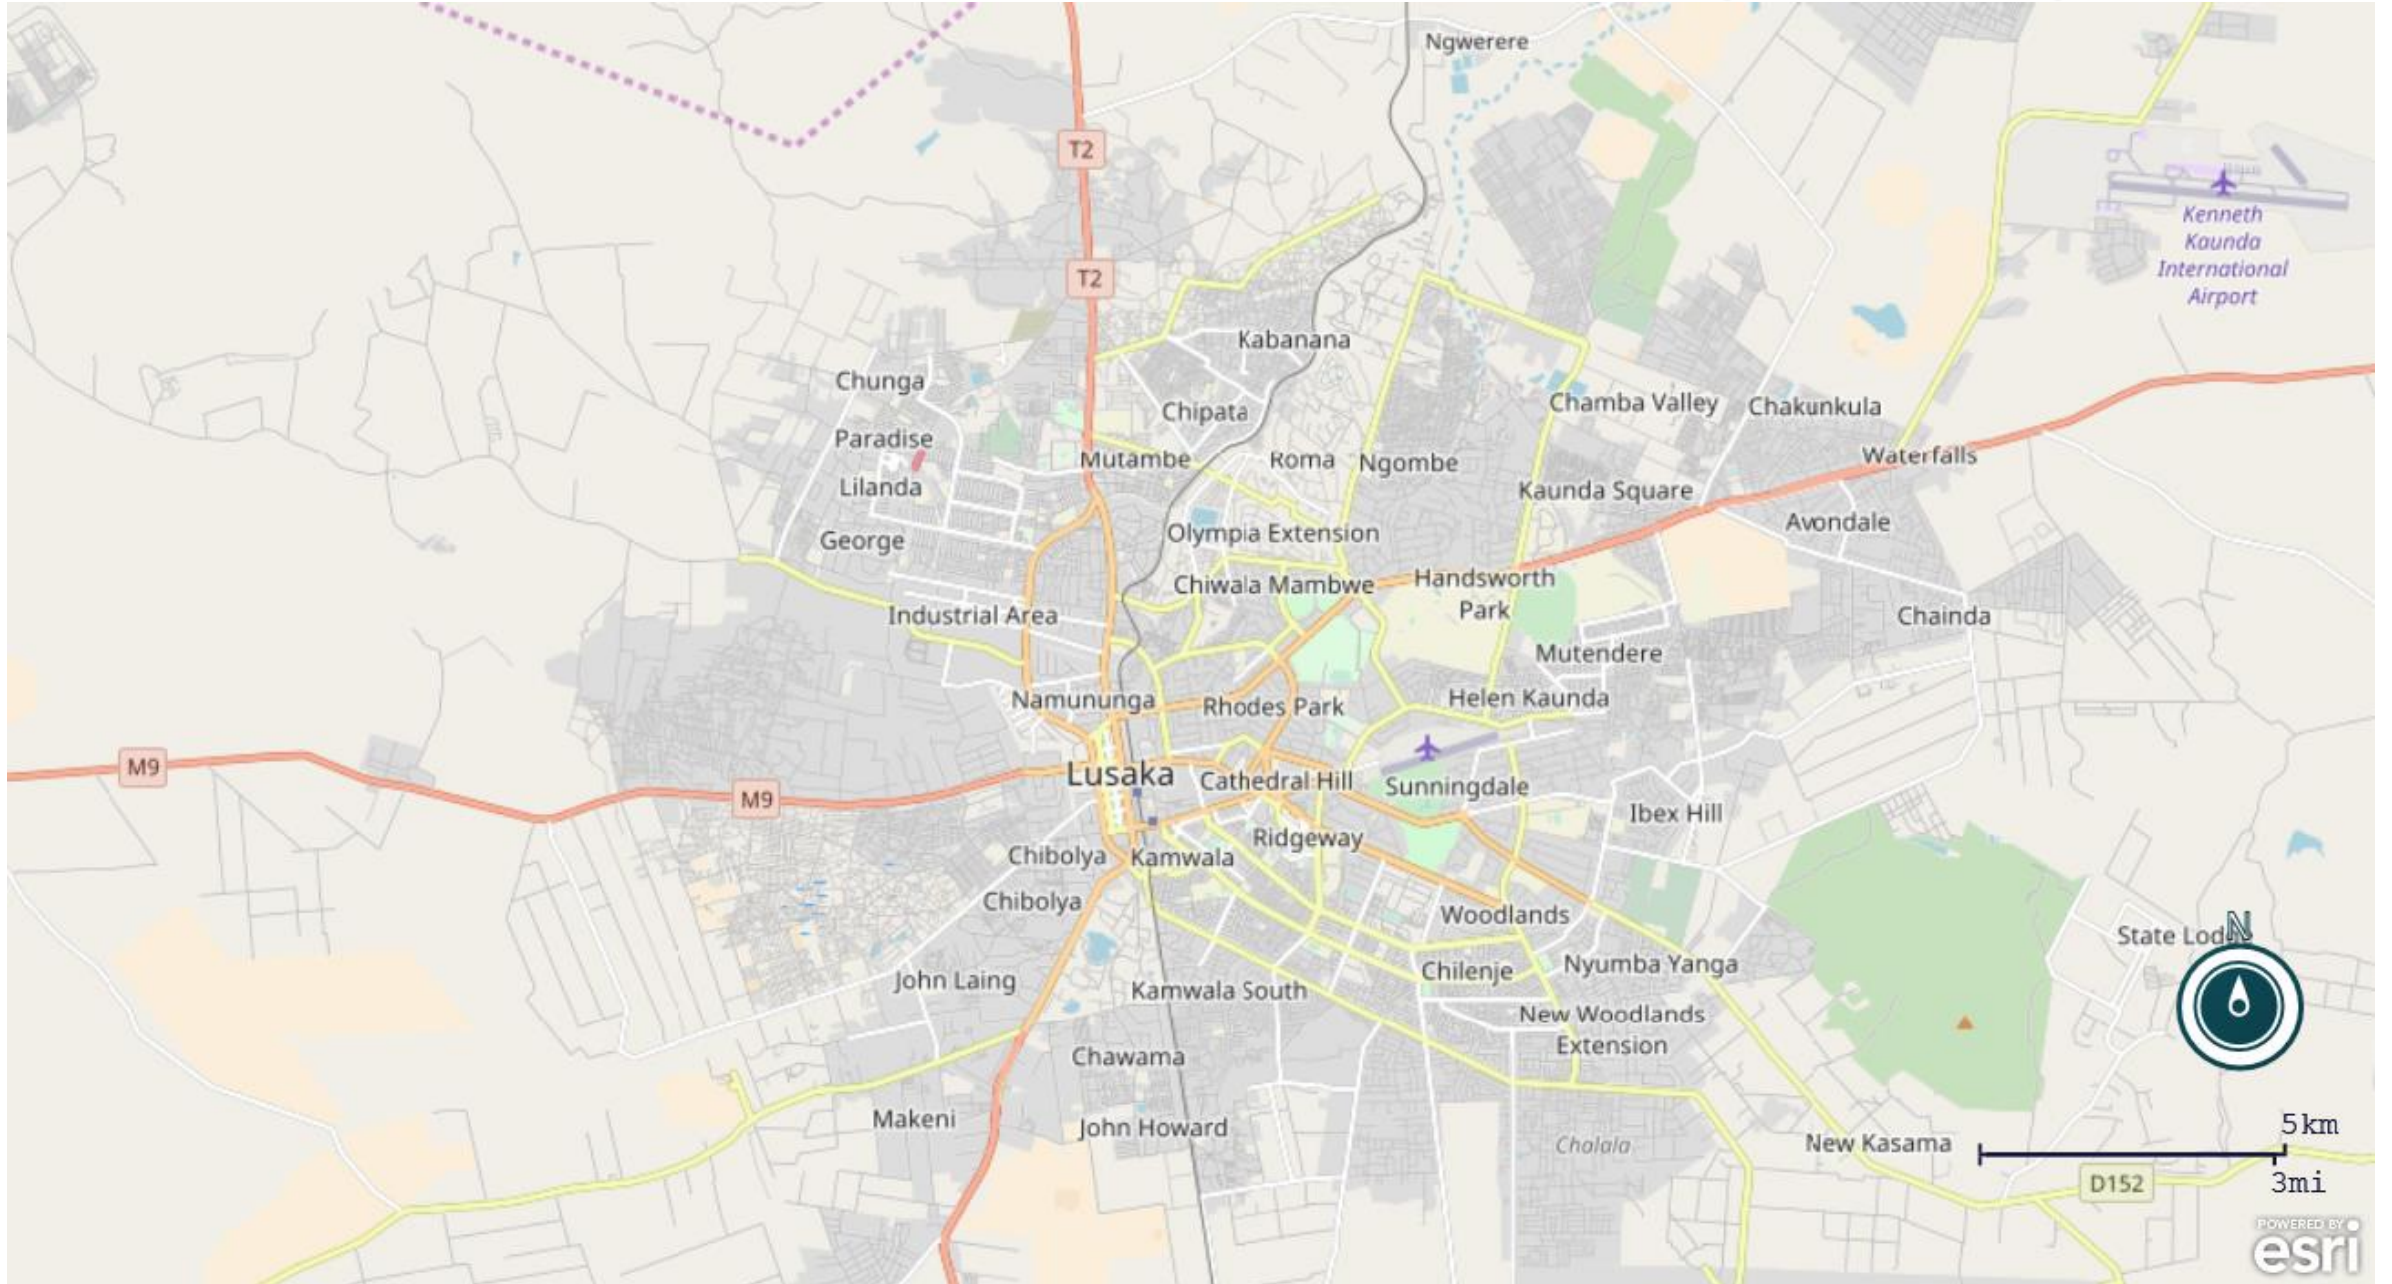 Ngwerere
T2
Kenneth
Kaunda
International
Airport
T2
Kabanana
Chunga
Chipata
Chamba Valley
Chakunkula
Paradise
Mutambe
Roma
Ngombe
Waterfalls
Lilanda
Kaunda Square
Olympia Extension
Avondale
George
Chiwala Mambwe
Handsworth
Park
Industrial Area
Chainda
Mutendere
Namununga
Rhodes Park
Helen Kaunda
M9
M9
Lusaka
Cathedral Hill
Sunningdale
Ibex Hill
Ridgeway
Chibolya
Kamwala
Chibolya
Woodlands
N
State Lod
John Laing
Kamwala South
Chilenje
Nyumba Yanga
New Woodlands
Extension
Chawama
Makeni
John Howard
Chalala
New Kasama
5km
D152
3mi
POWERED BY
esri